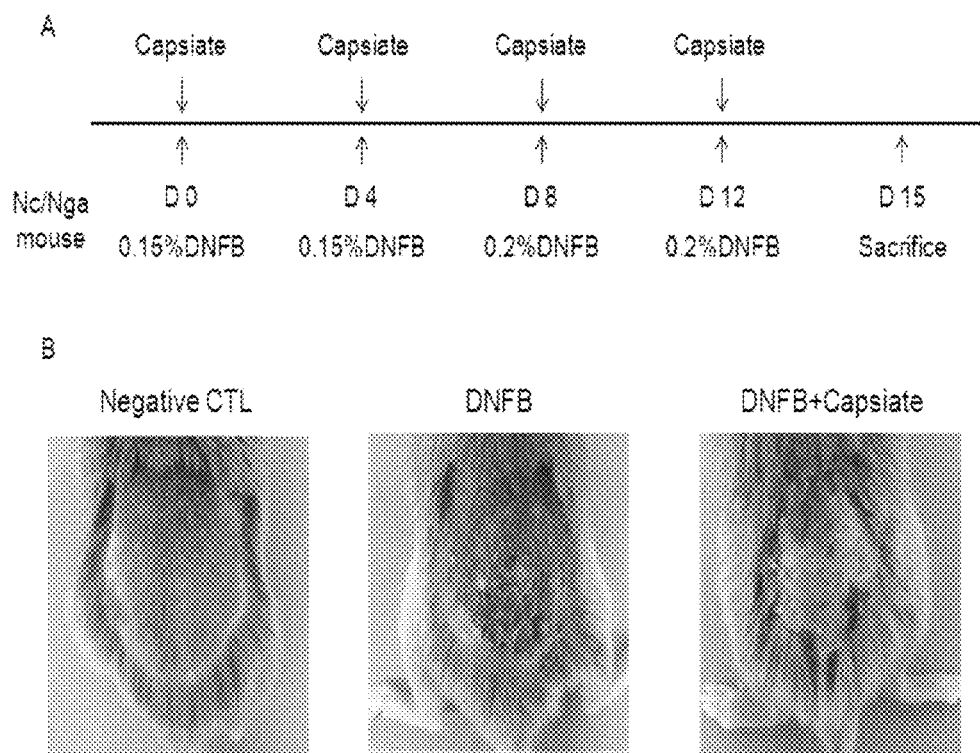 A
Capsiate Capsiate Capsiate Capsiate
Nc/Nga mouse
D 0 D 4 D 8 D 12 D 15
0.15%DNFB 0.15%DNFB 0.2%DNFB 0.2%DNFB Sacrifice
B
Negative CTL DNFB DNFB+Capsiate